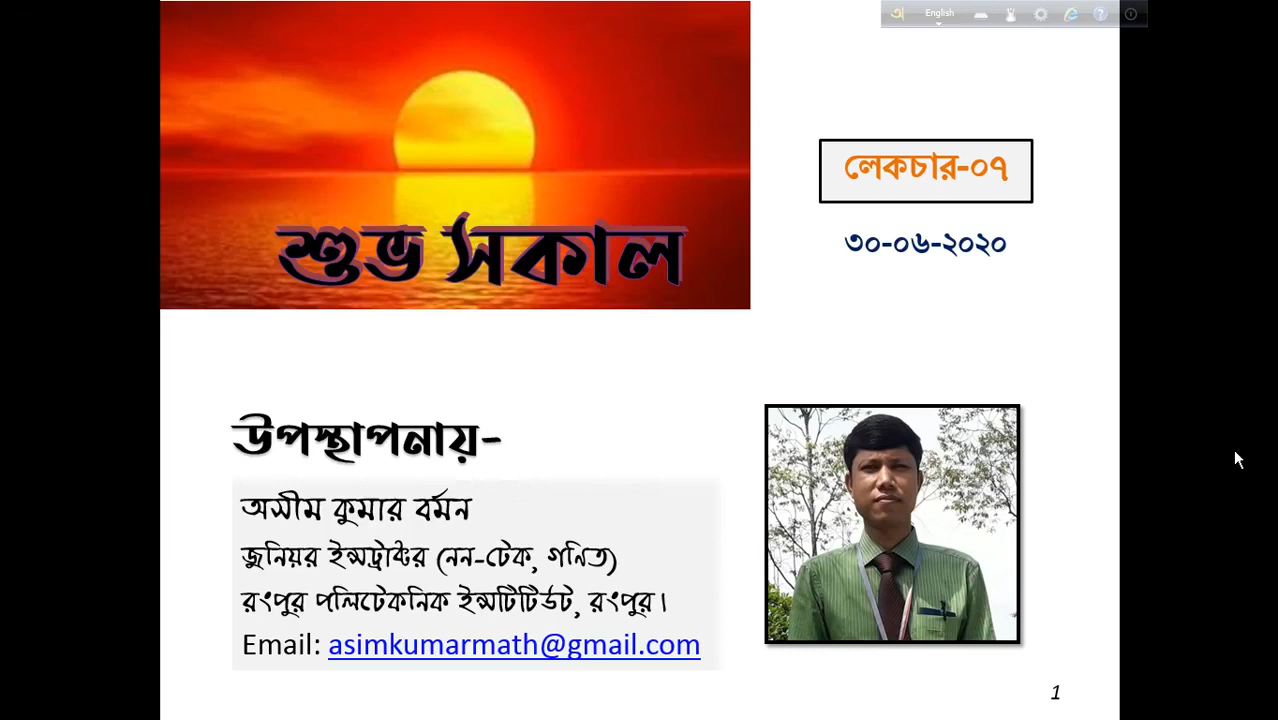 English
শুভ সকাল
লেকচার-০৭
৩০-০৬-২০২০
উপস্থাপনায়-
অসীম কুমার বর্মন
জুনিয়র ইন্সট্রাক্টর (নন-টেক, গণিত)
রংপুর পলিটেকনিক ইন্সটিটিউট, রংপুর।
Email: asimkumarmath@gmail.com
1